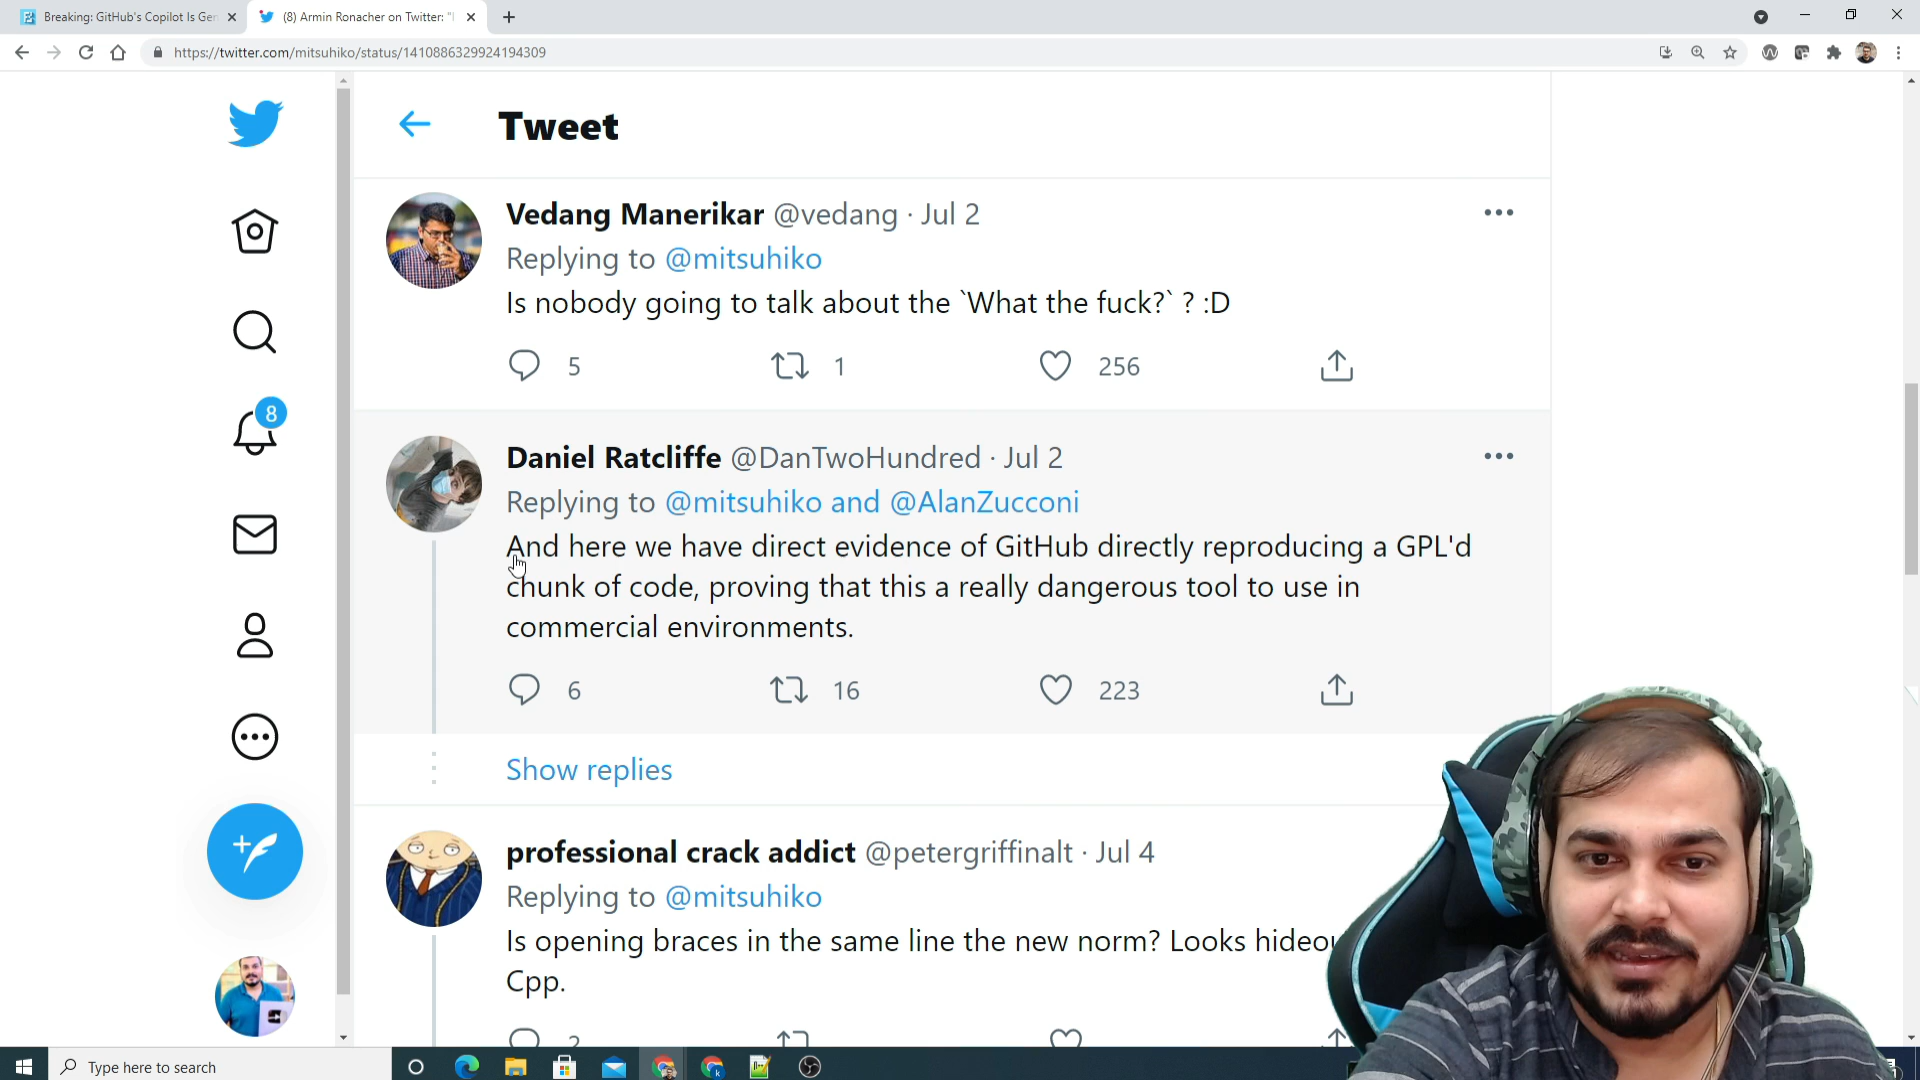 Breaking: GitHub's Copilot Is Gen
(8) Armin Ronacher on Twitter: "I
https://twitter.com/mitsuhiko/status/1410886329924194309
Tweet
Vedang Manerikar @vedang · Jul 2
Replying to @mitsuhiko
Is nobody going to talk about the `What the fuck?` ? :D
5 1 256
8
Daniel Ratcliffe @DanTwoHundred · Jul 2
Replying to @mitsuhiko and @AlanZucconi
And here we have direct evidence of GitHub directly reproducing a GPL'd
chunk of code, proving that this a really dangerous tool to use in
commercial environments.
6 16 223
Show replies
professional crack addict @petergriffinalt · Jul 4
Replying to @mitsuhiko
Is opening braces in the same line the new norm? Looks hideou
Cpp.
2
Type here to search